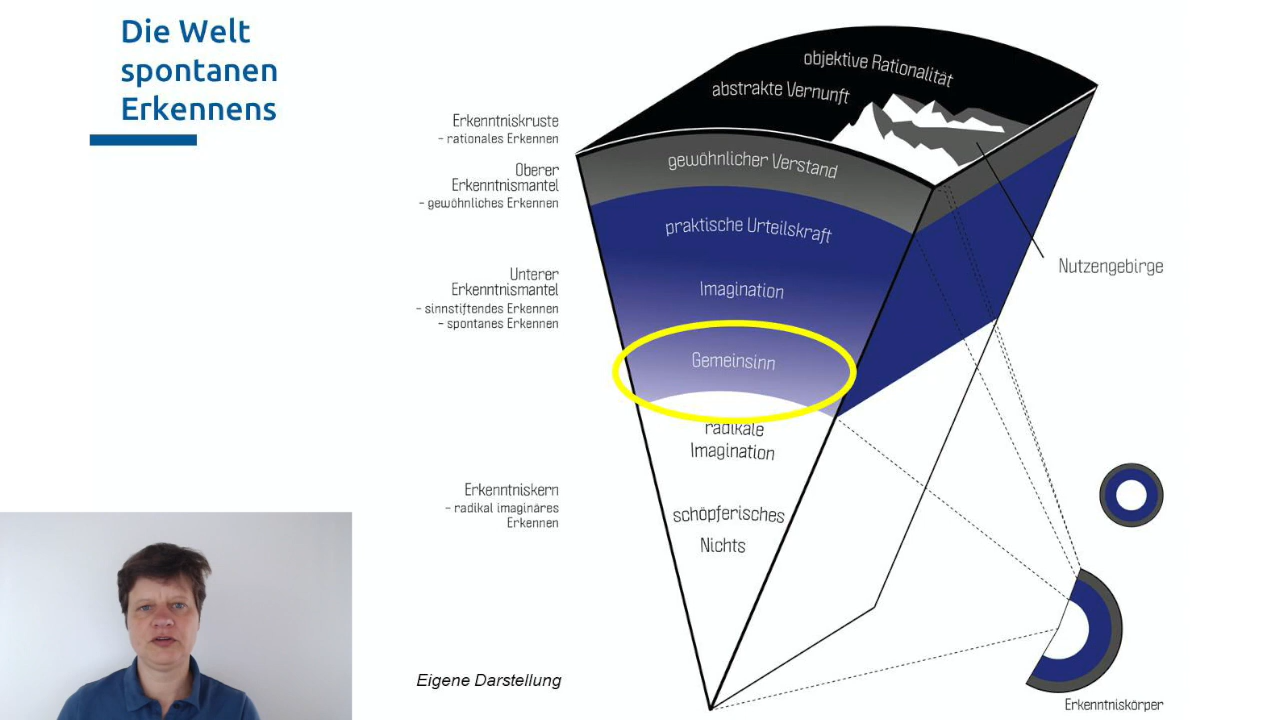 Die Welt
spontanen
Erkennens
objektive Rationalität
abstrakte Vernunft
Erkenntniskruste
- rationales Erkennen
gewöhnlicher Verstand
Oberer
Erkenntnismantel
- gewöhnliches Erkennen
praktische Urteilskraft
Nutzengebirge
Unterer
Erkenntnismantel
- sinnstiftendes Erkennen
- spontanes Erkennen
Imagination
Gemeinsinn
radikale
Imagination
Erkenntniskern
- radikal imaginäres
Erkennen
schöpferisches
Nichts
Eigene Darstellung
Erkenntniskörper